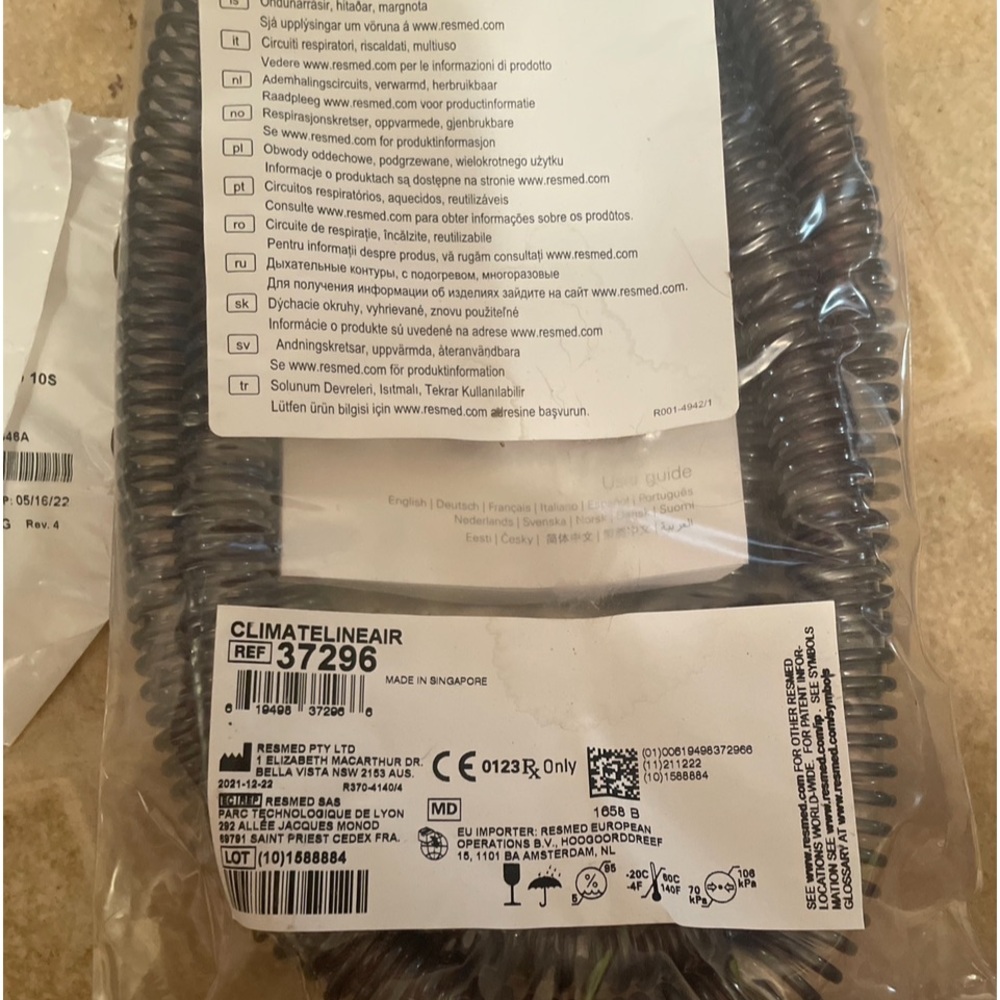 is Öndunarrásir, hitaðar, margnota
Sjá upplýsingar um vöruna á www.resmed.com
it Circuiti respiratori, riscaldati, multiuso
Vedere www.resmed.com per le informazioni di prodotto
nl Ademhalingscircuits, verwarmd, herbruikbaar
Raadpleeg www.resmed.com voor productinformatie
no Respirasjonskretser, oppvarmede, gjenbrukbare
Se www.resmed.com for produktinformasjon
pl Obwody oddechowe, podgrzewane, wielokrotnego użytku
Informacje o produktach są dostępne na stronie www.resmed.com
pt Circuitos respiratórios, aquecidos, reutilizáveis
Consulte www.resmed.com para obter informações sobre os prodûtos.
ro Circuite de respirație, încălzite, reutilizabile
Pentru informații despre produs, vă rugăm consultați www.resmed.com
ru Дыхательные контуры, с подогревом, многоразовые
Для получения информации об изделиях зайдите на сайт www.resmed.com.
sk Dýchacie okruhy, vyhrievané, znovu použiteľné
Informácie o produkte sú uvedené na adrese www.resmed.com
sv Andningskretsar, uppvärmda, återanvändbara
Se www.resmed.com för produktinformation
tr Solunum Devreleri, Isıtmalı, Tekrar Kullanılabilir
Lütfen ürün bilgisi için www.resmed.com adresine başvurun.
R001-4942/1
10S
46A
P: 05/16/22
G Rev. 4
User guide
English | Deutsch | Français | Italiano | Español | Português
Nederlands | Svenska | Norsk | Dansk | Suomi
Eesti | Česky | 简体中文 | 繁體中文 | العربية
CLIMATELINEAIR
REF 37296
MADE IN SINGAPORE
6 19498 37296 6
RESMED PTY LTD
1 ELIZABETH MACARTHUR DR.
BELLA VISTA NSW 2153 AUS.
2021-12-22 R370-4140/4
EC REP RESMED SAS
PARC TECHNOLOGIQUE DE LYON
292 ALLÉE JACQUES MONOD
69791 SAINT PRIEST CEDEX FRA.
LOT (10)1588884
CE 0123 Rx Only
MD
(01)00619498372966
(11)211222
(10)1588884
1658 B
EU IMPORTER: RESMED EUROPEAN
OPERATIONS B.V., HOOGOORDDREEF
15, 1101 BA AMSTERDAM, NL
5 % 95
-20C
-4F
60C
140F
70
kPa
106
kPa
SEE www.resmed.com FOR OTHER RESMED
LOCATIONS WORLD-WIDE. FOR PATENT INFOR-
MATION SEE www.resmed.com/ip. SEE SYMBOLS
GLOSSARY AT www.resmed.com/symbols